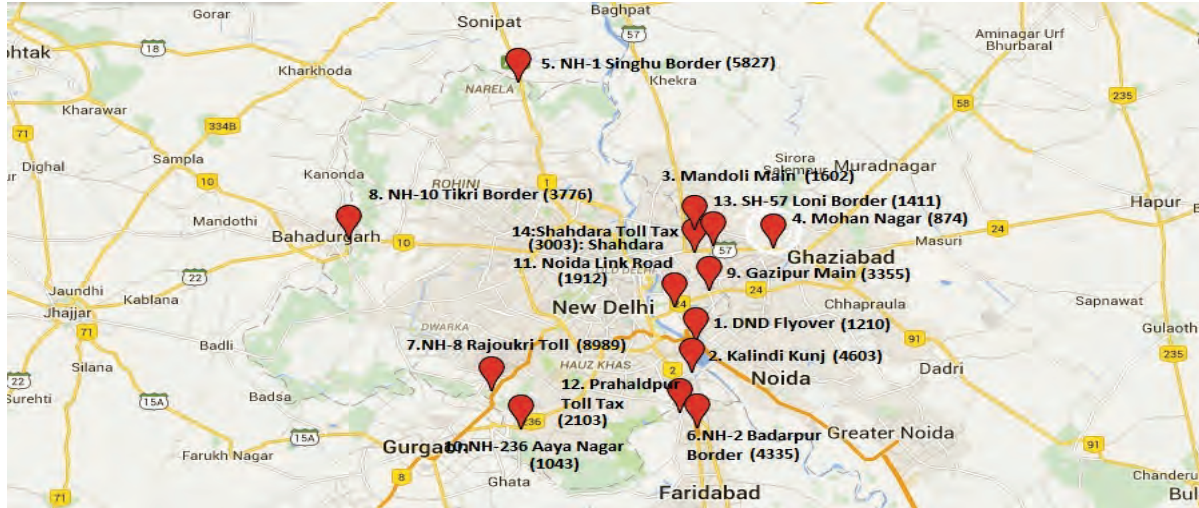 Gorar
Sonipat
Baghpat
57
Aminagar Urf
Bhurbaral
ohtak
18
Kharkhoda
5. NH-1 Singhu Border (5827)
Khekra
NARELA
235
Kharawar
58
334B
71
Sampla
Sirora
Salempur
Muradnagar
Dighal
Kanonda
3. Mandoli Main (1602)
10
ROHINI
1
8. NH-10 Tikri Border (3776)
13. SH-57 Loni Border (1411)
Hapur
Mandothi
14:Shahdara Toll Tax
4. Mohan Nagar (874)
24
Bahadurgarh
10
(3003): Shahdara
57
Ghaziabad
Masuri
22
11. Noida Link Road
OLD DELHI
9. Gazipur Main (3355)
Jaundhi
Kablana
(1912)
24
24
Chhapraula
Sapnawat
Jhajjar
22
New Delhi
1. DND Flyover (1210)
Gulaoth
71
Badli
DWARKA
91
7.NH-8 Rajoukri Toll (8989)
2. Kalindi Kunj (4603)
235
Silana
HAUZ KHAS
2
Noida
Dadri
Badsa
12. Prahaldpur
Surehti
15A
Toll Tax
236
(2103)
15A
6.NH-2 Badarpur
Greater Noida
Gurgaon
10.NH-236 Aaya Nagar
Border (4335)
91
Farukh Nagar
(1043)
8
Ghata
Chanderu
71
Faridabad
Bul